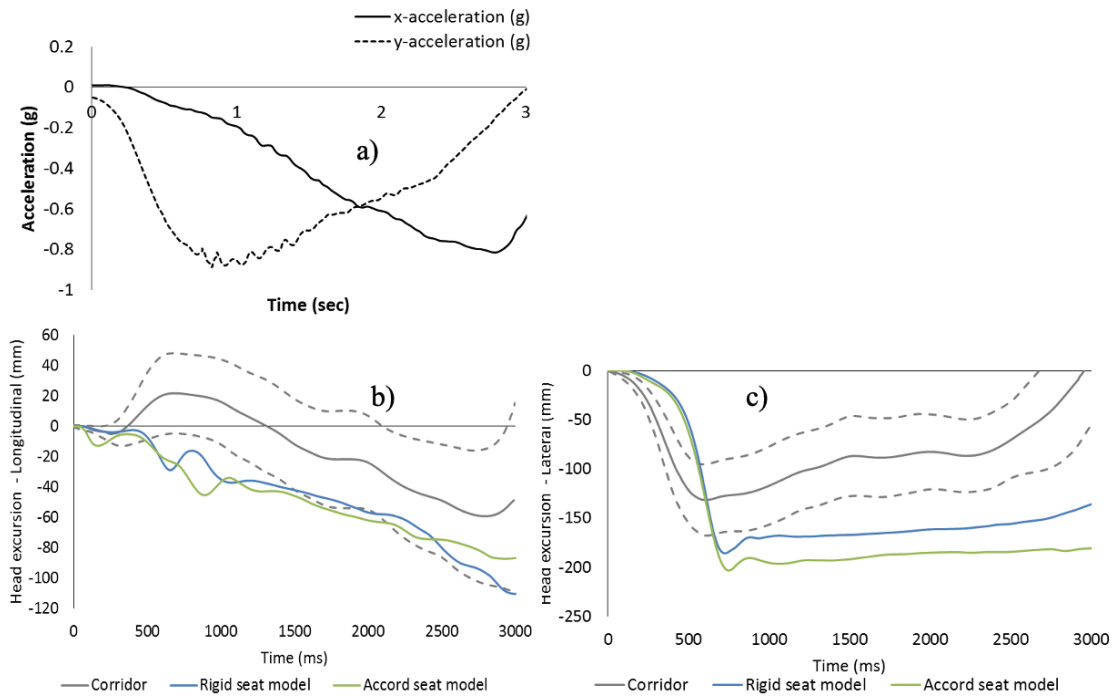 x-acceleration (g)
y-acceleration (g)
0.2
0
-0.2
-0.4
-0.6
-0.8
-1
Acceleration (g)
0 1 2 3
a)
Time (sec)
60
40
20
0
-20
-40
-60
-80
-100
-120
Head excursion - Longitudinal (mm)
b)
0 500 1000 1500 2000 2500 3000
Time (ms)
Corridor Rigid seat model Accord seat model
0
-50
-100
-150
-200
-250
Head excursion - Lateral (mm)
c)
0 500 1000 1500 2000 2500 3000
Time (ms)
Corridor Rigid seat model Accord seat model